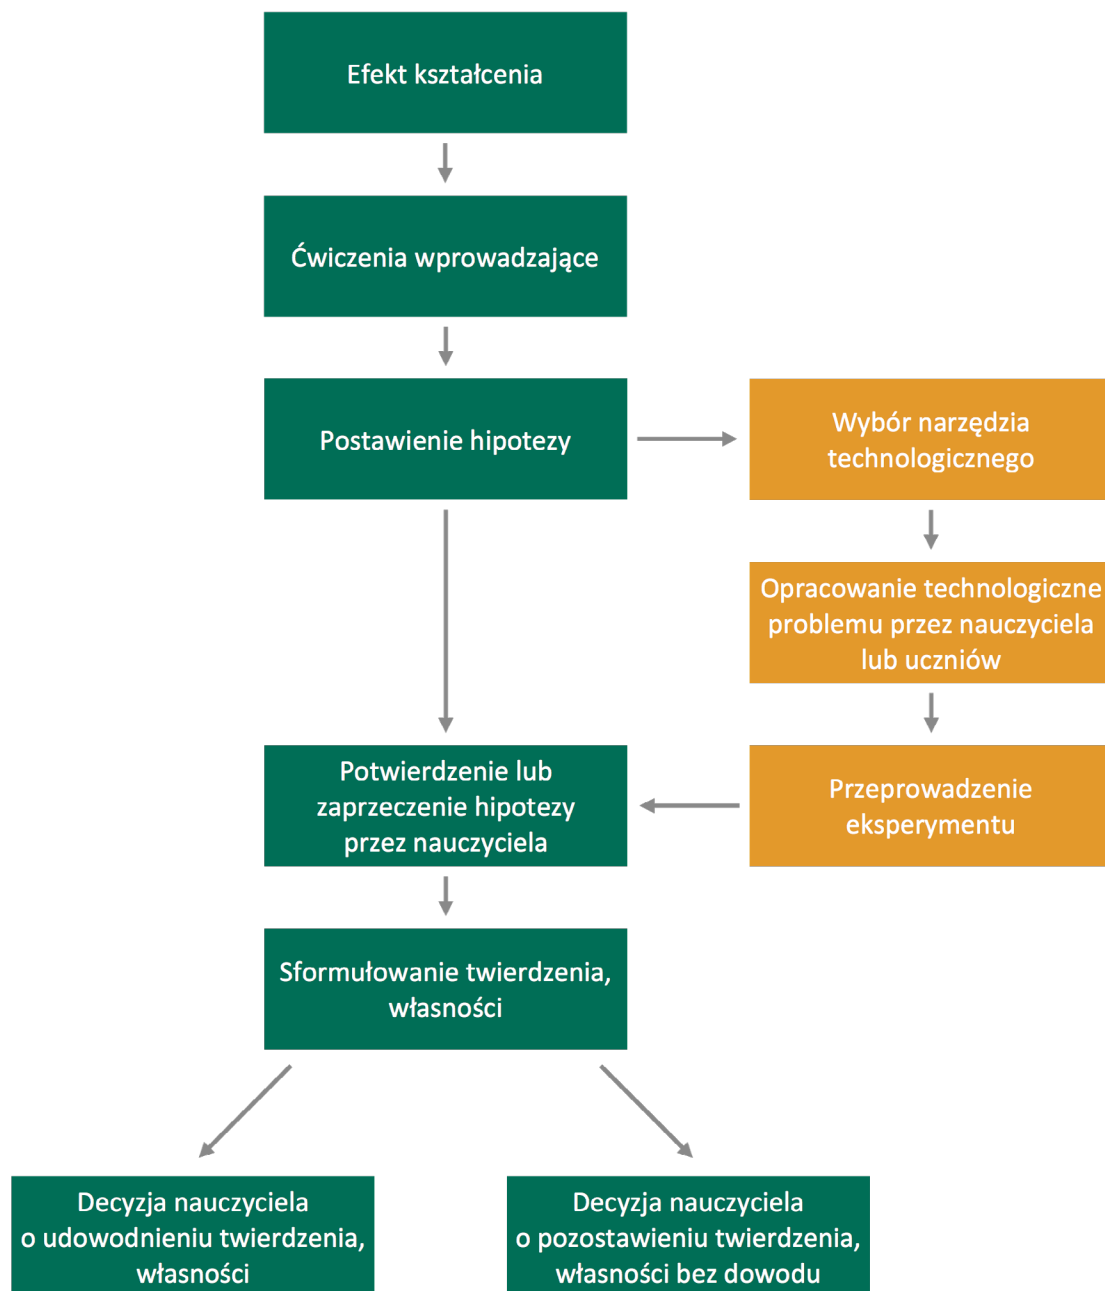 Efekt kształcenia
Ćwiczenia wprowadzające
Postawienie hipotezy
Wybór narzędzia
technologicznego
Opracowanie technologiczne
problemu przez nauczyciela
lub uczniów
Przeprowadzenie
eksperymentu
Potwierdzenie lub
zaprzeczenie hipotezy
przez nauczyciela
Sformułowanie twierdzenia,
własności
Decyzja nauczyciela
o udowodnieniu twierdzenia,
własności
Decyzja nauczyciela
o pozostawieniu twierdzenia,
własności bez dowodu